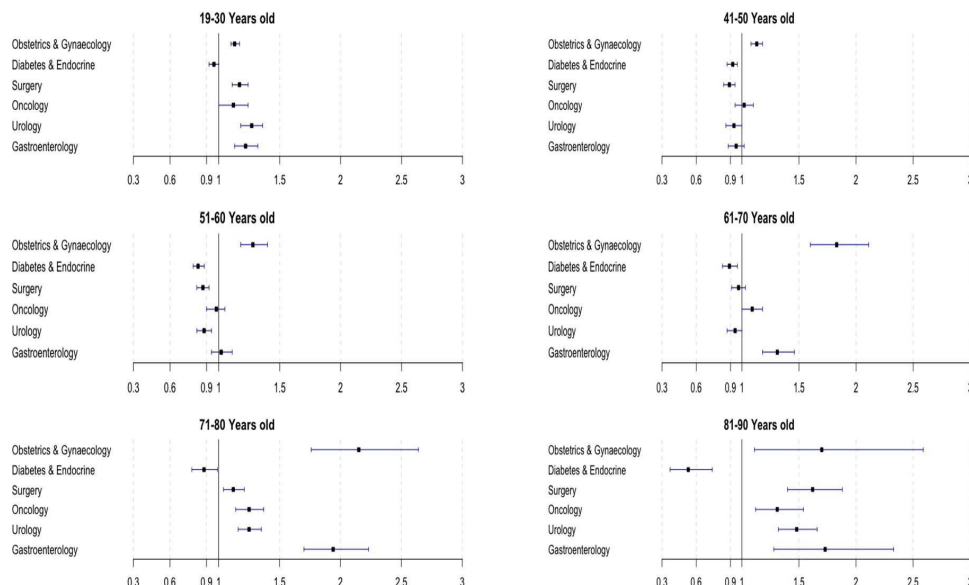 19-30 Years old
Obstetrics & Gynaecology
Diabetes & Endocrine
Surgery
Oncology
Urology
Gastroenterology
0.3 0.6 0.9 1 1.5 2 2.5 3
41-50 Years old
Obstetrics & Gynaecology
Diabetes & Endocrine
Surgery
Oncology
Urology
Gastroenterology
0.3 0.6 0.9 1 1.5 2 2.5 3
51-60 Years old
Obstetrics & Gynaecology
Diabetes & Endocrine
Surgery
Oncology
Urology
Gastroenterology
0.3 0.6 0.9 1 1.5 2 2.5 3
61-70 Years old
Obstetrics & Gynaecology
Diabetes & Endocrine
Surgery
Oncology
Urology
Gastroenterology
0.3 0.6 0.9 1 1.5 2 2.5 3
71-80 Years old
Obstetrics & Gynaecology
Diabetes & Endocrine
Surgery
Oncology
Urology
Gastroenterology
0.3 0.6 0.9 1 1.5 2 2.5 3
81-90 Years old
Obstetrics & Gynaecology
Diabetes & Endocrine
Surgery
Oncology
Urology
Gastroenterology
0.3 0.6 0.9 1 1.5 2 2.5 3